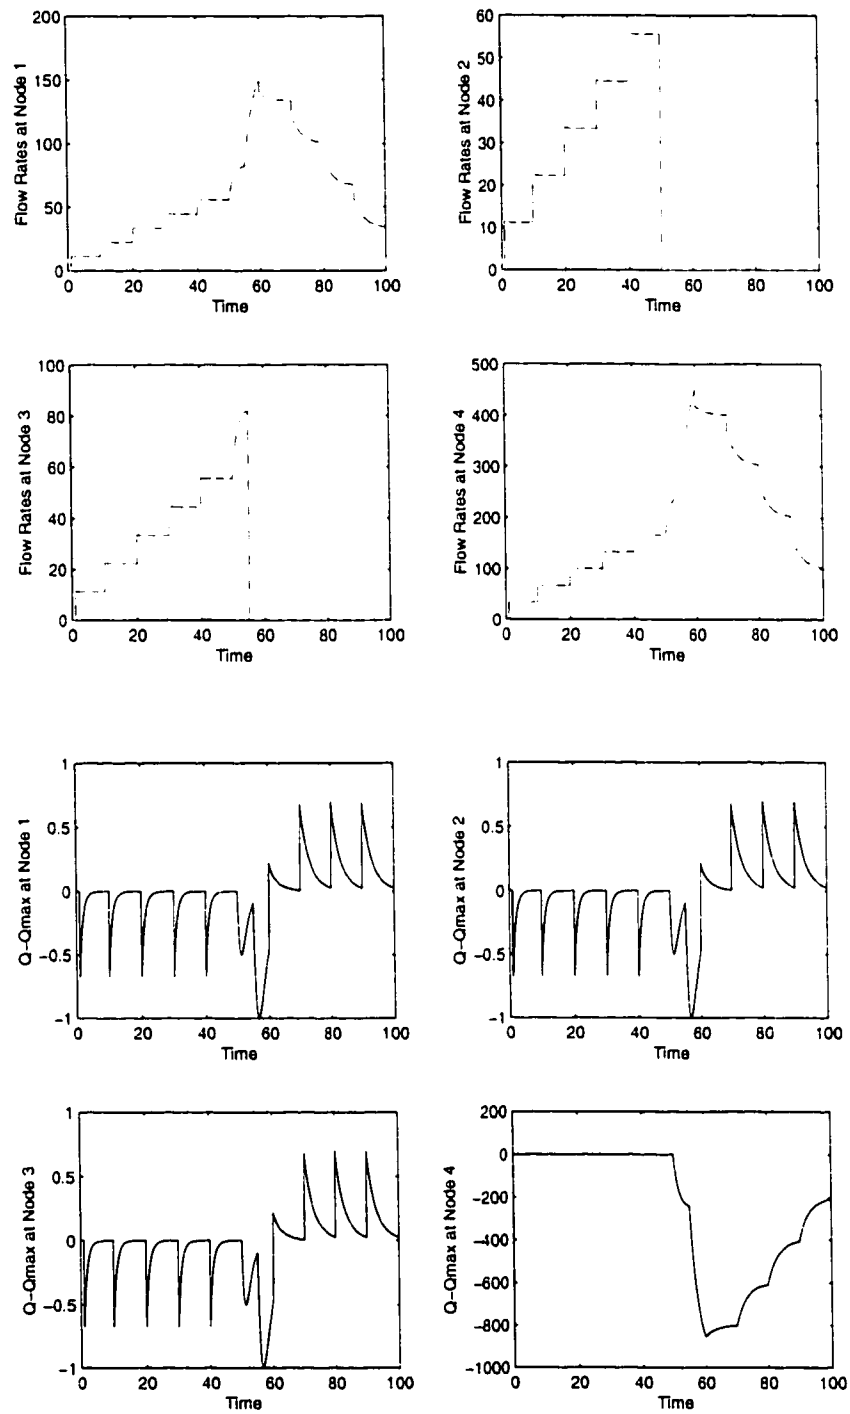 200
150
100
50
0
Flow Rates at Node 1
0 20 40 60 80 100
Time
60
50
40
30
20
10
0
Flow Rates at Node 2
0 20 40 60 80 100
Time
100
80
60
40
20
0
Flow Rates at Node 3
0 20 40 60 80 100
Time
500
400
300
200
100
0
Flow Rates at Node 4
0 20 40 60 80 100
Time
1
0.5
0
-0.5
-1
Q-Qmax at Node 1
0 20 40 60 80 100
Time
1
0.5
0
-0.5
-1
Q-Qmax at Node 2
0 20 40 60 80 100
Time
1
0.5
0
-0.5
-1
Q-Qmax at Node 3
0 20 40 60 80 100
Time
200
0
-200
-400
-600
-800
-1000
Q-Qmax at Node 4
0 20 40 60 80 100
Time